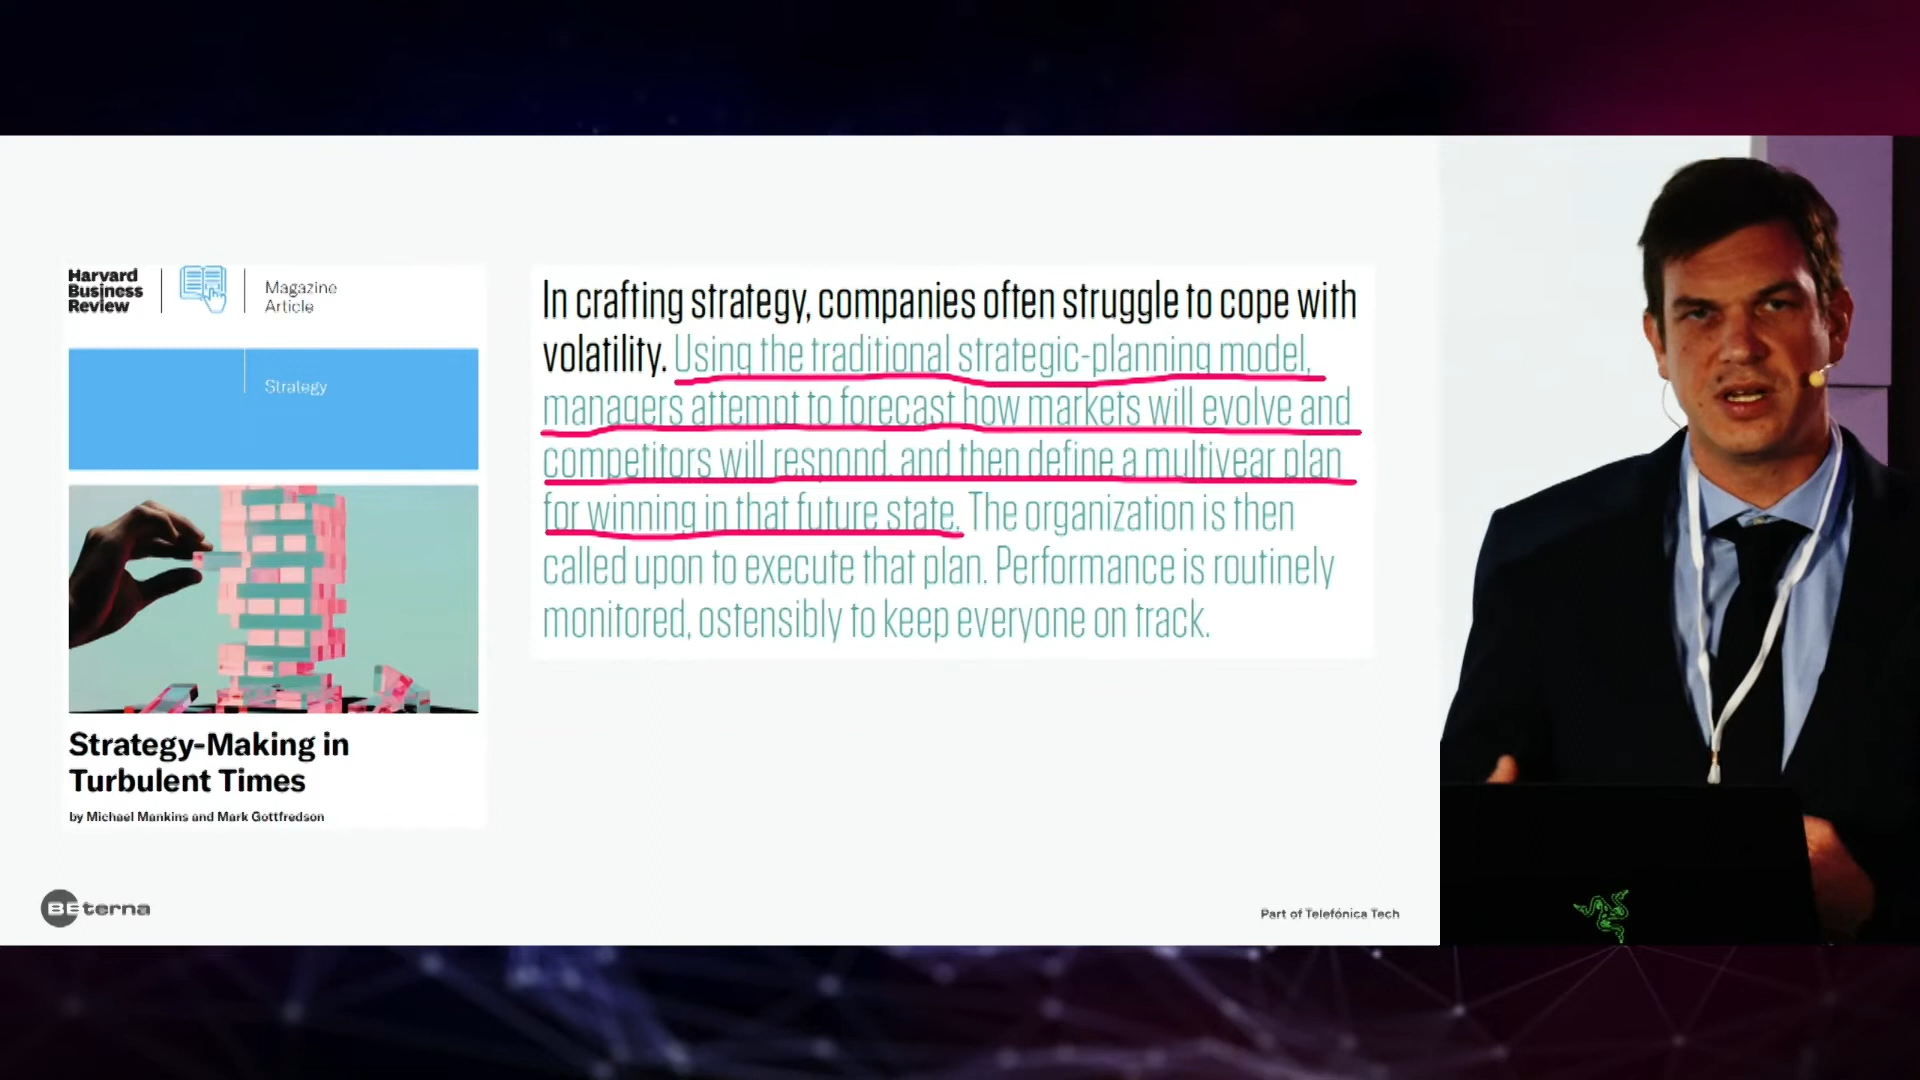 Harvard
Business
Review
Magazine
Article
Strategy
Strategy-Making in
Turbulent Times
by Michael Mankins and Mark Gottfredson
In crafting strategy, companies often struggle to cope with
volatility. Using the traditional strategic-planning model,
managers attempt to forecast how markets will evolve and
competitors will respond, and then define a multiyear plan
for winning in that future state. The organization is then
called upon to execute that plan. Performance is routinely
monitored, ostensibly to keep everyone on track.
BEterna
Part of Telefónica Tech